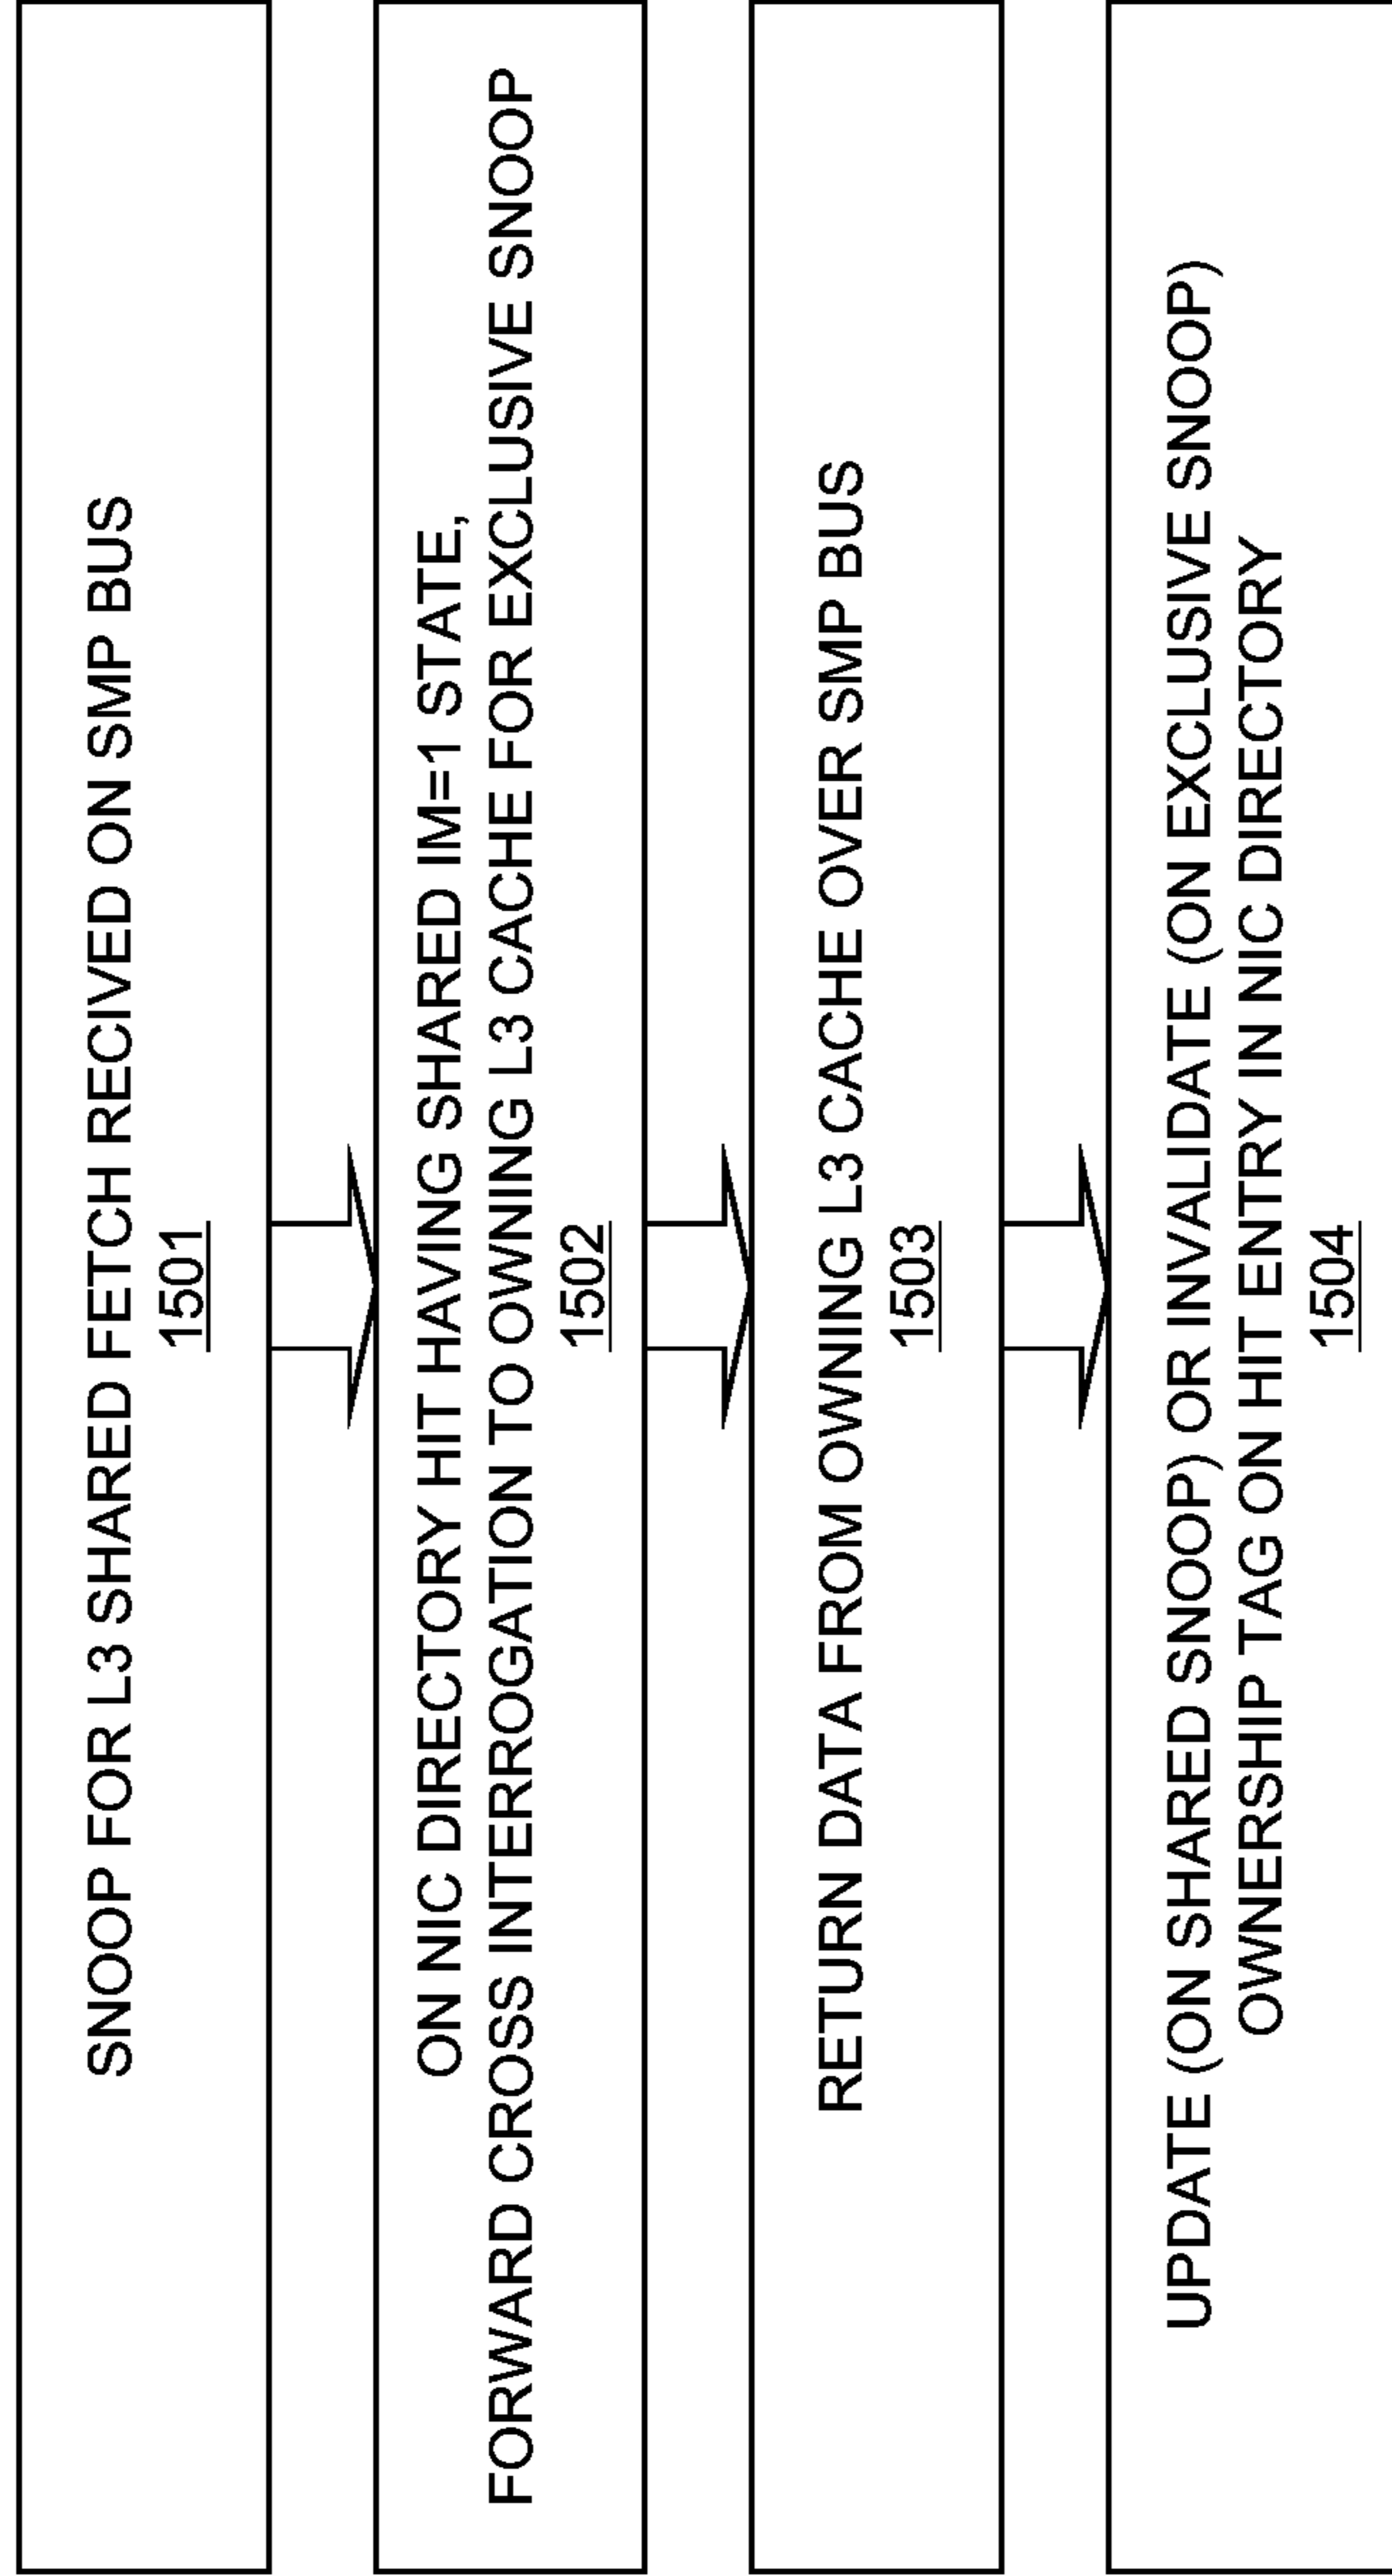 SNOOP FOR L3 SHARED FETCH RECIVED ON SMP BUS
1501
ON NIC DIRECTORY HIT HAVING SHARED IM=1 STATE,
FORWARD CROSS INTERROGATION TO OWNING L3 CACHE FOR EXCLUSIVE SNOOP
1502
RETURN DATA FROM OWNING L3 CACHE OVER SMP BUS
1503
UPDATE (ON SHARED SNOOP) OR INVALIDATE (ON EXCLUSIVE SNOOP)
OWNERSHIP TAG ON HIT ENTRY IN NIC DIRECTORY
1504